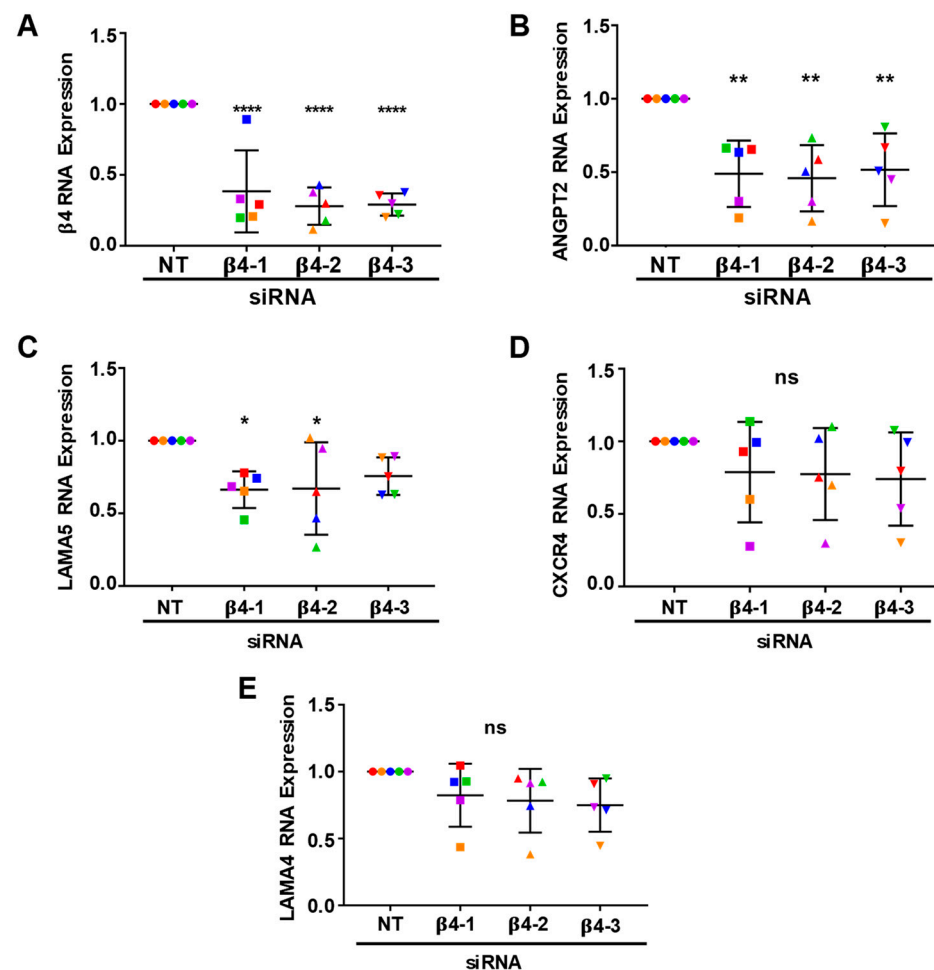 A
β4 RNA Expression
1.5
1.0
0.5
0.0
**** **** ****
NT β4-1 β4-2 β4-3
siRNA
B
ANGPT2 RNA Expression
1.5
1.0
0.5
0.0
** ** **
NT β4-1 β4-2 β4-3
siRNA
C
LAMA5 RNA Expression
1.5
1.0
0.5
0.0
* *
NT β4-1 β4-2 β4-3
siRNA
D
CXCR4 RNA Expression
1.5
1.0
0.5
0.0
ns
NT β4-1 β4-2 β4-3
siRNA
E
LAMA4 RNA Expression
1.5
1.0
0.5
0.0
ns
NT β4-1 β4-2 β4-3
siRNA